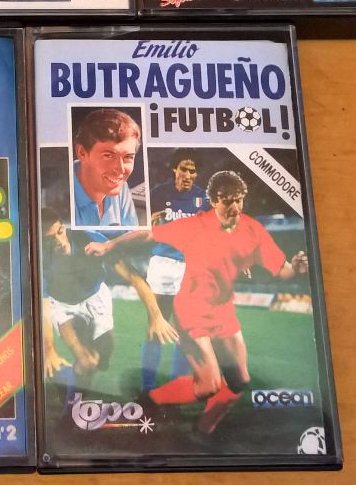 Emilio
BUTRAGUEÑO
¡FUTBOL!
COMMODORE
topo
ocean